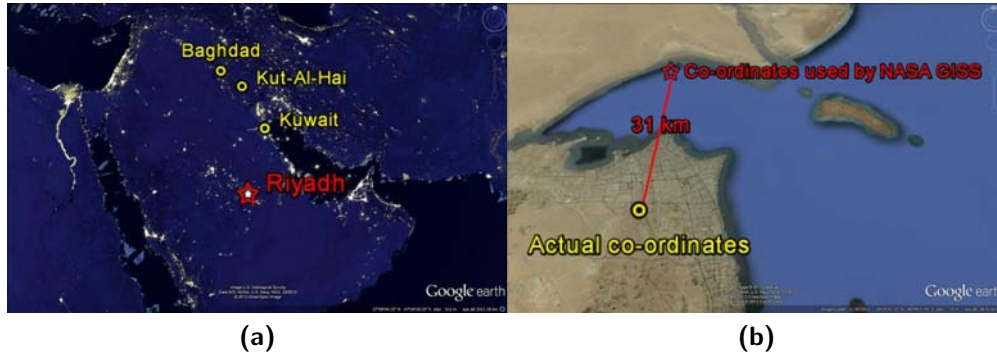 Baghdad
Kut-Al-Hai
Kuwait
Riyadh
Google earth
(a)
Co-ordinates used by NASA GISS
31 km
Actual co-ordinates
Google earth
(b)